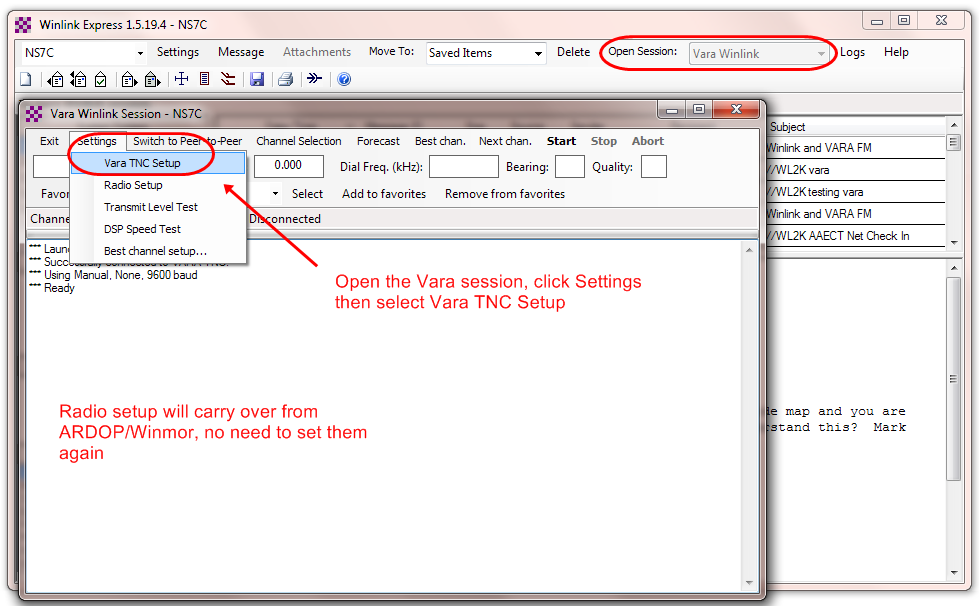 Winlink Express 1.5.19.4 - NS7C
NS7C Settings Message Attachments Move To: Saved Items Delete Open Session: Vara Winlink Logs Help
Vara Winlink Session - NS7C
Exit Settings Switch to Peer-to-Peer Channel Selection Forecast Best chan. Next chan. Start Stop Abort
Vara TNC Setup
0.000 Dial Freq. (kHz): Bearing: Quality:
Radio Setup
Favor Select Add to favorites Remove from favorites
Transmit Level Test
Channe Disconnected
DSP Speed Test
Best channel setup...
*** Laun
*** Successfully connected to VARA TNC.
*** Using Manual, None, 9600 baud
*** Ready
Subject
Winlink and VARA FM
//WL2K vara
//WL2K testing vara
Winlink and VARA FM
//WL2K AAECT Net Check In
Open the Vara session, click Settings
then select Vara TNC Setup
Radio setup will carry over from
ARDOP/Winmor, no need to set them
again
de map and you are
rstand this? Mark